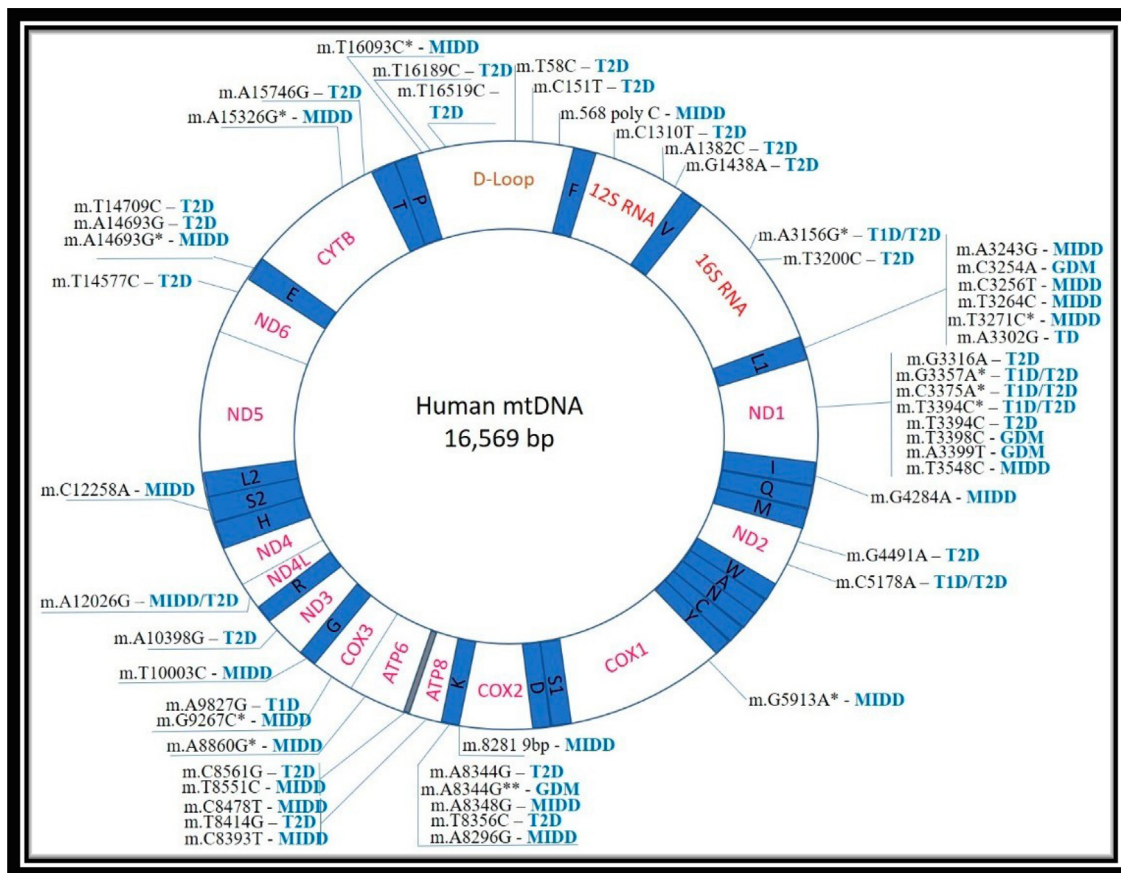 m.T16093C* - MIDD
m.T16189C – T2D
m.T16519C –
T2D
m.T58C – T2D
m.C151T – T2D
m.568 poly C – MIDD
m.C1310T – T2D
m.A1382C – T2D
m.G1438A – T2D
m.A15746G – T2D
m.A15326G* - MIDD
m.T14709C – T2D
m.A14693G – T2D
m.A14693G* - MIDD
m.T14577C – T2D
m.A3156G* – T1D/T2D
m.T3200C – T2D
m.A3243G - MIDD
m.C3254A – GDM
m.C3256T - MIDD
m.T3264C - MIDD
m.T3271C* - MIDD
m.A3302G – TD
m.G3316A – T2D
m.G3357A* – T1D/T2D
m.C3375A* – T1D/T2D
m.T3394C* – T1D/T2D
m.T3394C – T2D
m.T3398C – GDM
m.A3399T – GDM
m.T3548C – MIDD
m.G4284A – MIDD
m.G4491A – T2D
m.C5178A – T1D/T2D
m.G5913A* – MIDD
m.C12258A – MIDD
m.A12026G – MIDD/T2D
m.A10398G – T2D
m.T10003C – MIDD
m.A9827G – T1D
m.G9267C* – MIDD
m.A8860G* - MIDD
m.C8561G – T2D
m.T8551C – MIDD
m.C8478T - MIDD
m.T8414G – T2D
m.C8393T - MIDD
m.8281 9bp – MIDD
m.A8344G – T2D
m.A8344G** – GDM
m.A8348G – MIDD
m.T8356C – T2D
m.A8296G - MIDD
D-Loop
F
12S RNA
V
16S RNA
L1
ND1
I
Q
M
ND2
W
A
N
C
Y
COX1
S1
D
COX2
K
ATP8
ATP6
COX3
G
ND3
R
ND4L
ND4
H
S2
L2
ND5
ND6
E
CYTB
T
P
Human mtDNA
16,569 bp